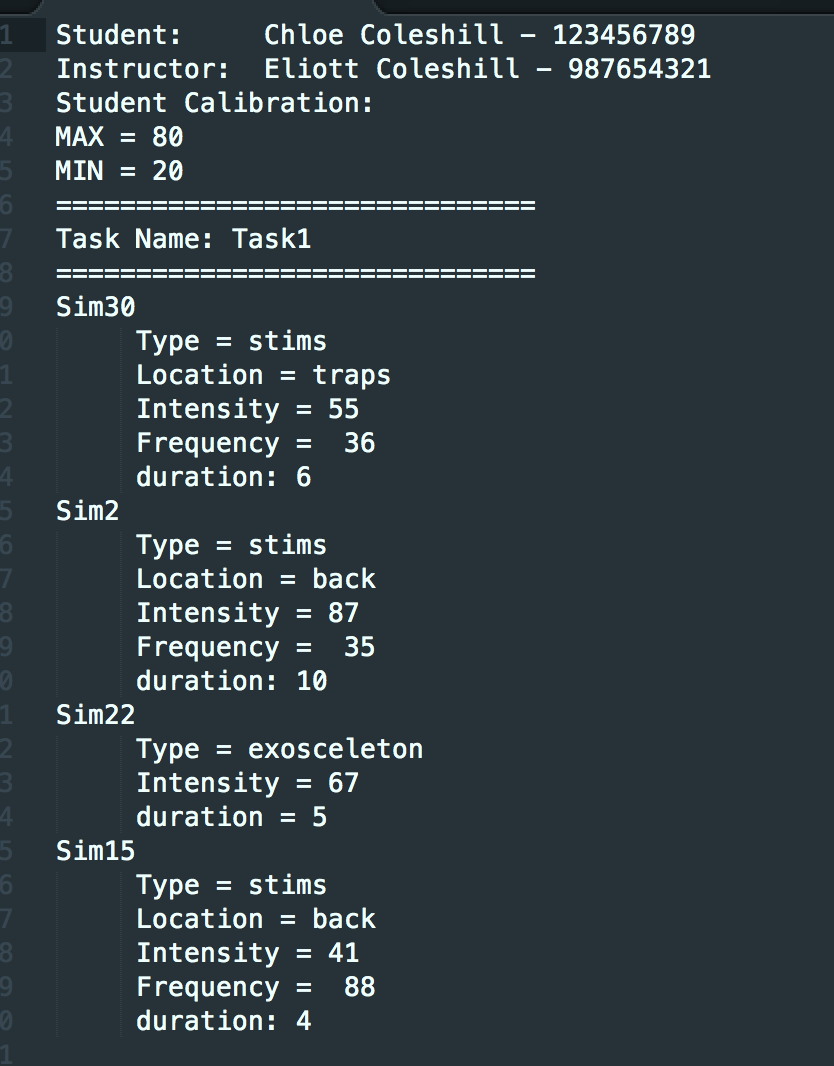 1 Student:     Chloe Coleshill - 123456789
2 Instructor:  Eliott Coleshill - 987654321
3 Student Calibration:
4 MAX = 80
5 MIN = 20
6 ==============================
7 Task Name: Task1
8 ==============================
9 Sim30
0      Type = stims
1      Location = traps
2      Intensity = 55
3      Frequency =  36
4      duration: 6
5 Sim2
6      Type = stims
7      Location = back
8      Intensity = 87
9      Frequency =  35
0      duration: 10
1 Sim22
2      Type = exosceleton
3      Intensity = 67
4      duration = 5
5 Sim15
6      Type = stims
7      Location = back
8      Intensity = 41
9      Frequency =  88
0      duration: 4
1